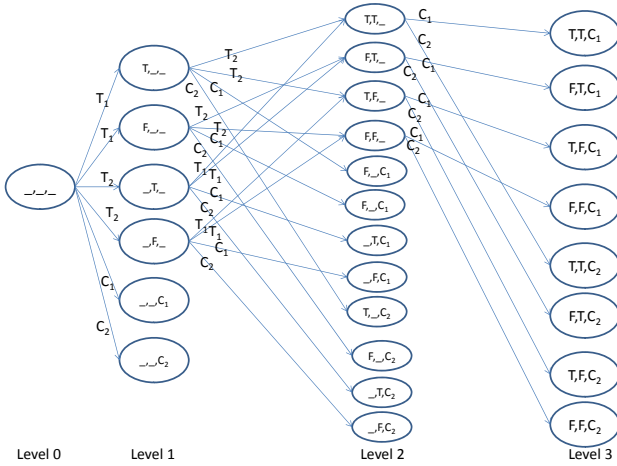 _,_,_
T,_,_
F,_,_
_,T,_
_,F,_
_,_,C₁
_,_,C₂
T,T,_
F,T,_
T,F,_
F,F,_
F,_,C₁
F,_,C₁
_,T,C₁
_,F,C₁
T,_,C₂
F,_,C₂
_,T,C₂
_,F,C₂
T,T,C₁
F,T,C₁
T,F,C₁
F,F,C₁
T,T,C₂
F,T,C₂
T,F,C₂
F,F,C₂
T₁
T₁
T₂
T₂
C₁
C₂
T₂
T₂
C₂
C₁
T₂
T₂
C₁
C₂
T₁
T₁
C₁
C₂
T₁
T₁
C₁
C₂
C₁
C₂
C₁
C₂
C₁
C₂
C₁
C₂
Level 0
Level 1
Level 2
Level 3